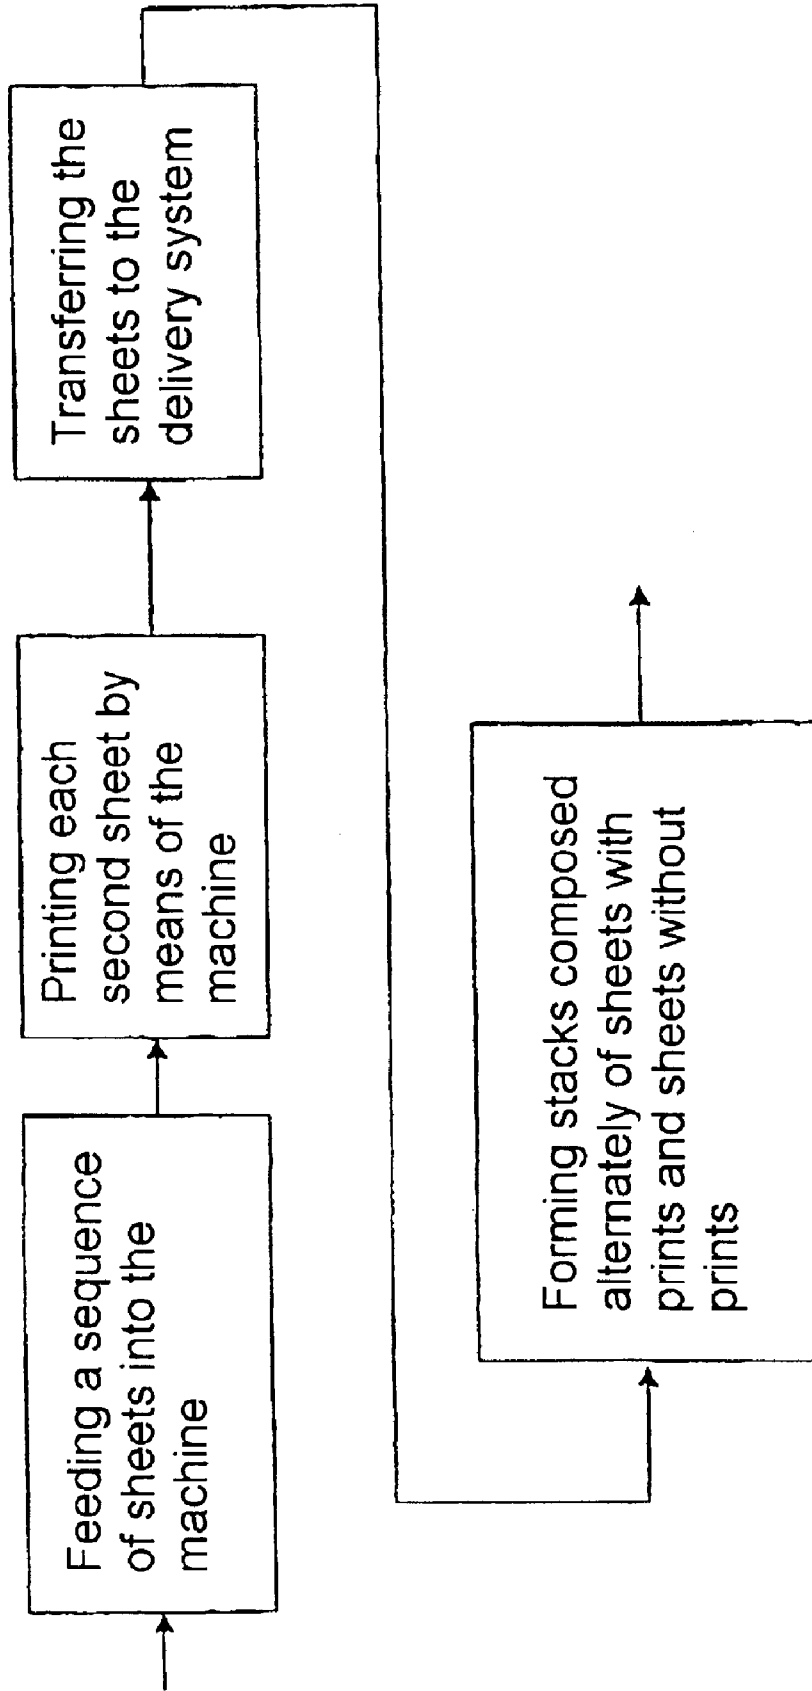 Feeding a sequence
of sheets into the
machine
Printing each
second sheet by
means of the
machine
Transferring the
sheets to the
delivery system
Forming stacks composed
alternately of sheets with
prints and sheets without
prints